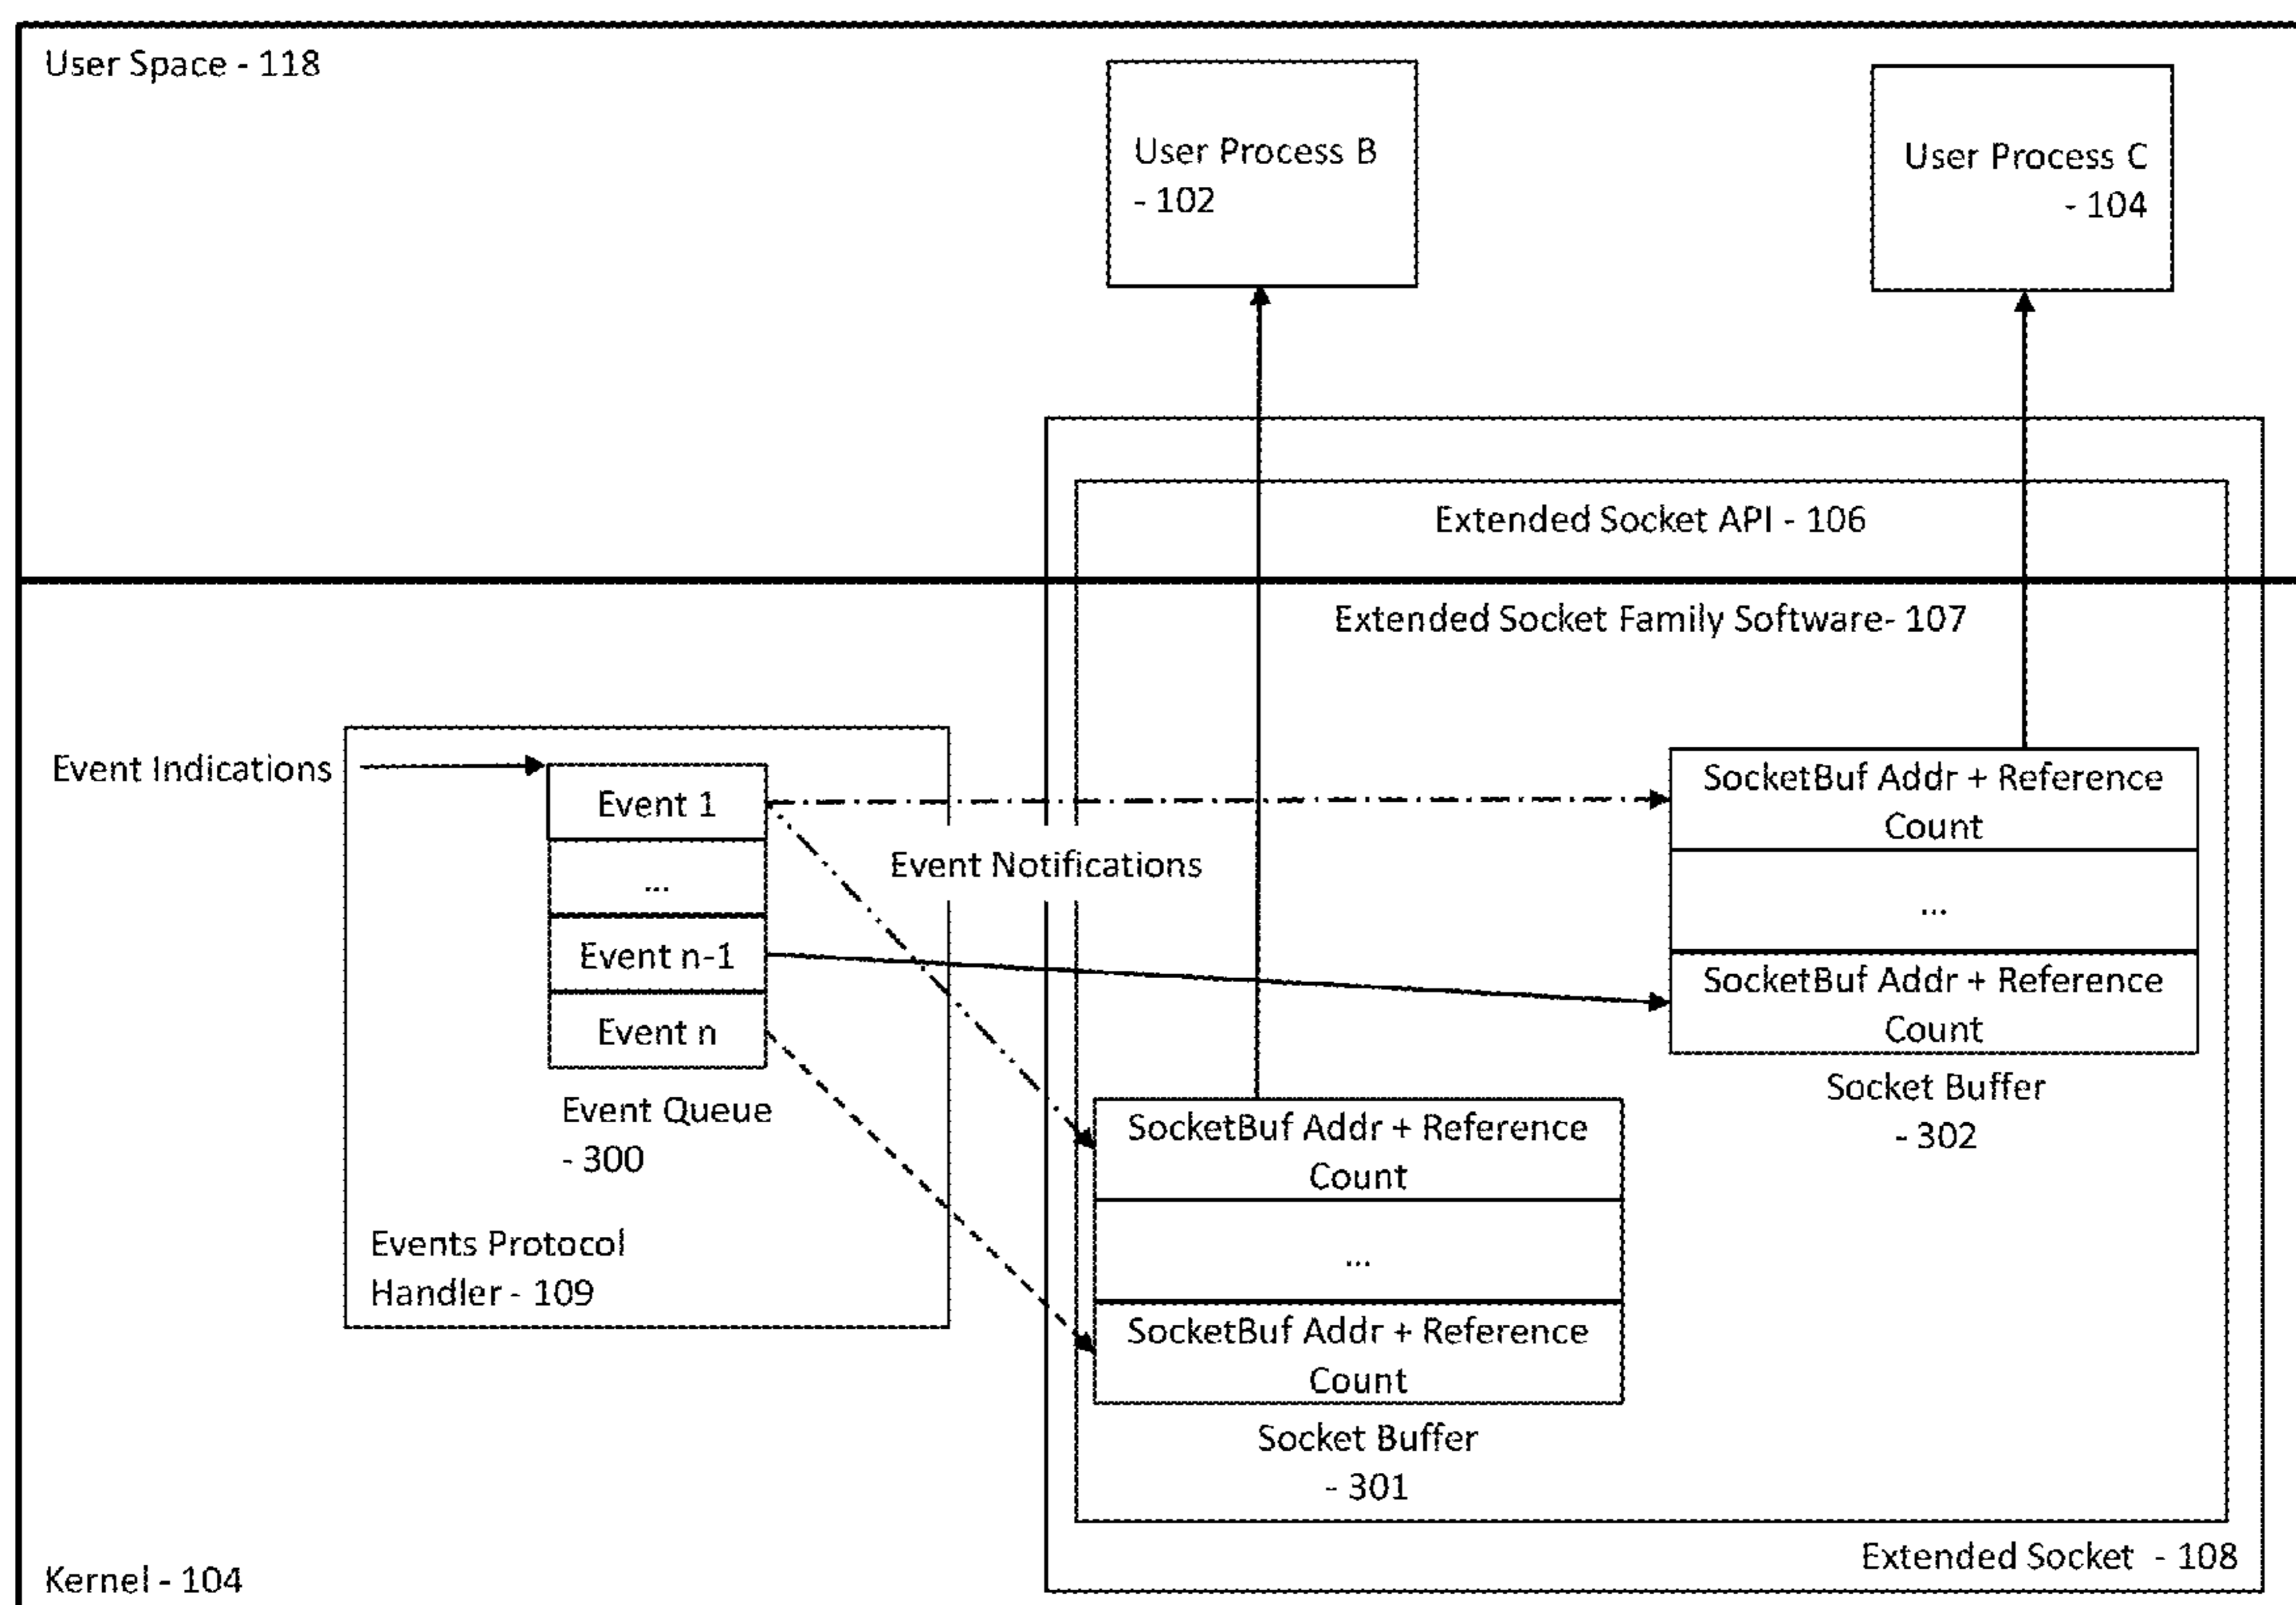 User Space - 118
User Process B
- 102
User Process C
- 104
Extended Socket API - 106
Extended Socket Family Software- 107
Event Indications
Event 1
...
Event n-1
Event n
Event Queue
- 300
Events Protocol
Handler - 109
Event Notifications
SocketBuf Addr + Reference
Count
...
SocketBuf Addr + Reference
Count
Socket Buffer
- 302
SocketBuf Addr + Reference
Count
...
SocketBuf Addr + Reference
Count
Socket Buffer
- 301
Extended Socket - 108
Kernel - 104